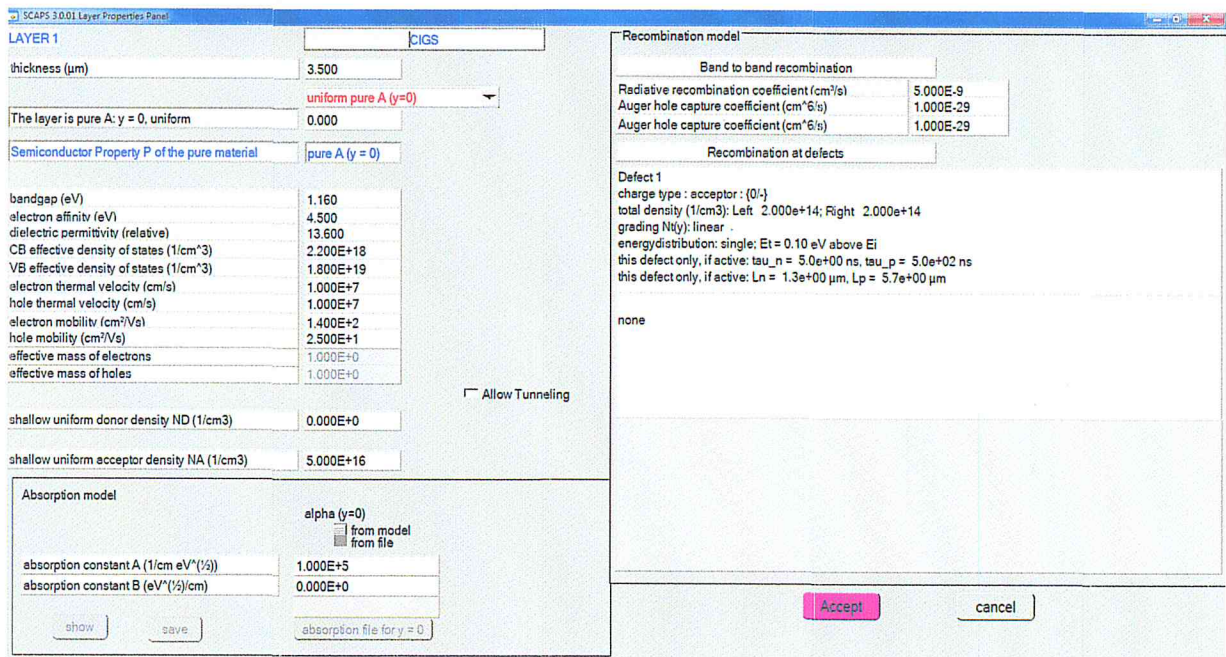 SCAPS 3.0.01 Layer Properties Panel
LAYER 1
CIGS
thickness (µm) 3.500
uniform pure A (y=0)
The layer is pure A: y = 0, uniform 0.000
Semiconductor Property P of the pure material pure A (y = 0)
bandgap (eV) 1.160
electron affinity (eV) 4.500
dielectric permittivity (relative) 13.600
CB effective density of states (1/cm^3) 2.200E+18
VB effective density of states (1/cm^3) 1.800E+19
electron thermal velocity (cm/s) 1.000E+7
hole thermal velocity (cm/s) 1.000E+7
electron mobility (cm²/Vs) 1.400E+2
hole mobility (cm²/Vs) 2.500E+1
effective mass of electrons 1.000E+0
effective mass of holes 1.000E+0
Allow Tunneling
shallow uniform donor density ND (1/cm3) 0.000E+0
shallow uniform acceptor density NA (1/cm3) 5.000E+16
Absorption model
alpha (y=0)
from model
from file
absorption constant A (1/cm eV^(½)) 1.000E+5
absorption constant B (eV^(½)/cm) 0.000E+0
show save absorption file for y = 0
Recombination model
Band to band recombination
Radiative recombination coefficient (cm³/s) 5.000E-9
Auger hole capture coefficient (cm^6/s) 1.000E-29
Auger hole capture coefficient (cm^6/s) 1.000E-29
Recombination at defects
Defect 1
charge type : acceptor : {0/-}
total density (1/cm3): Left 2.000e+14; Right 2.000e+14
grading Nt(y): linear
energydistribution: single; Et = 0.10 eV above Ei
this defect only, if active: tau_n = 5.0e+00 ns, tau_p = 5.0e+02 ns
this defect only, if active: Ln = 1.3e+00 µm, Lp = 5.7e+00 µm
none
Accept cancel